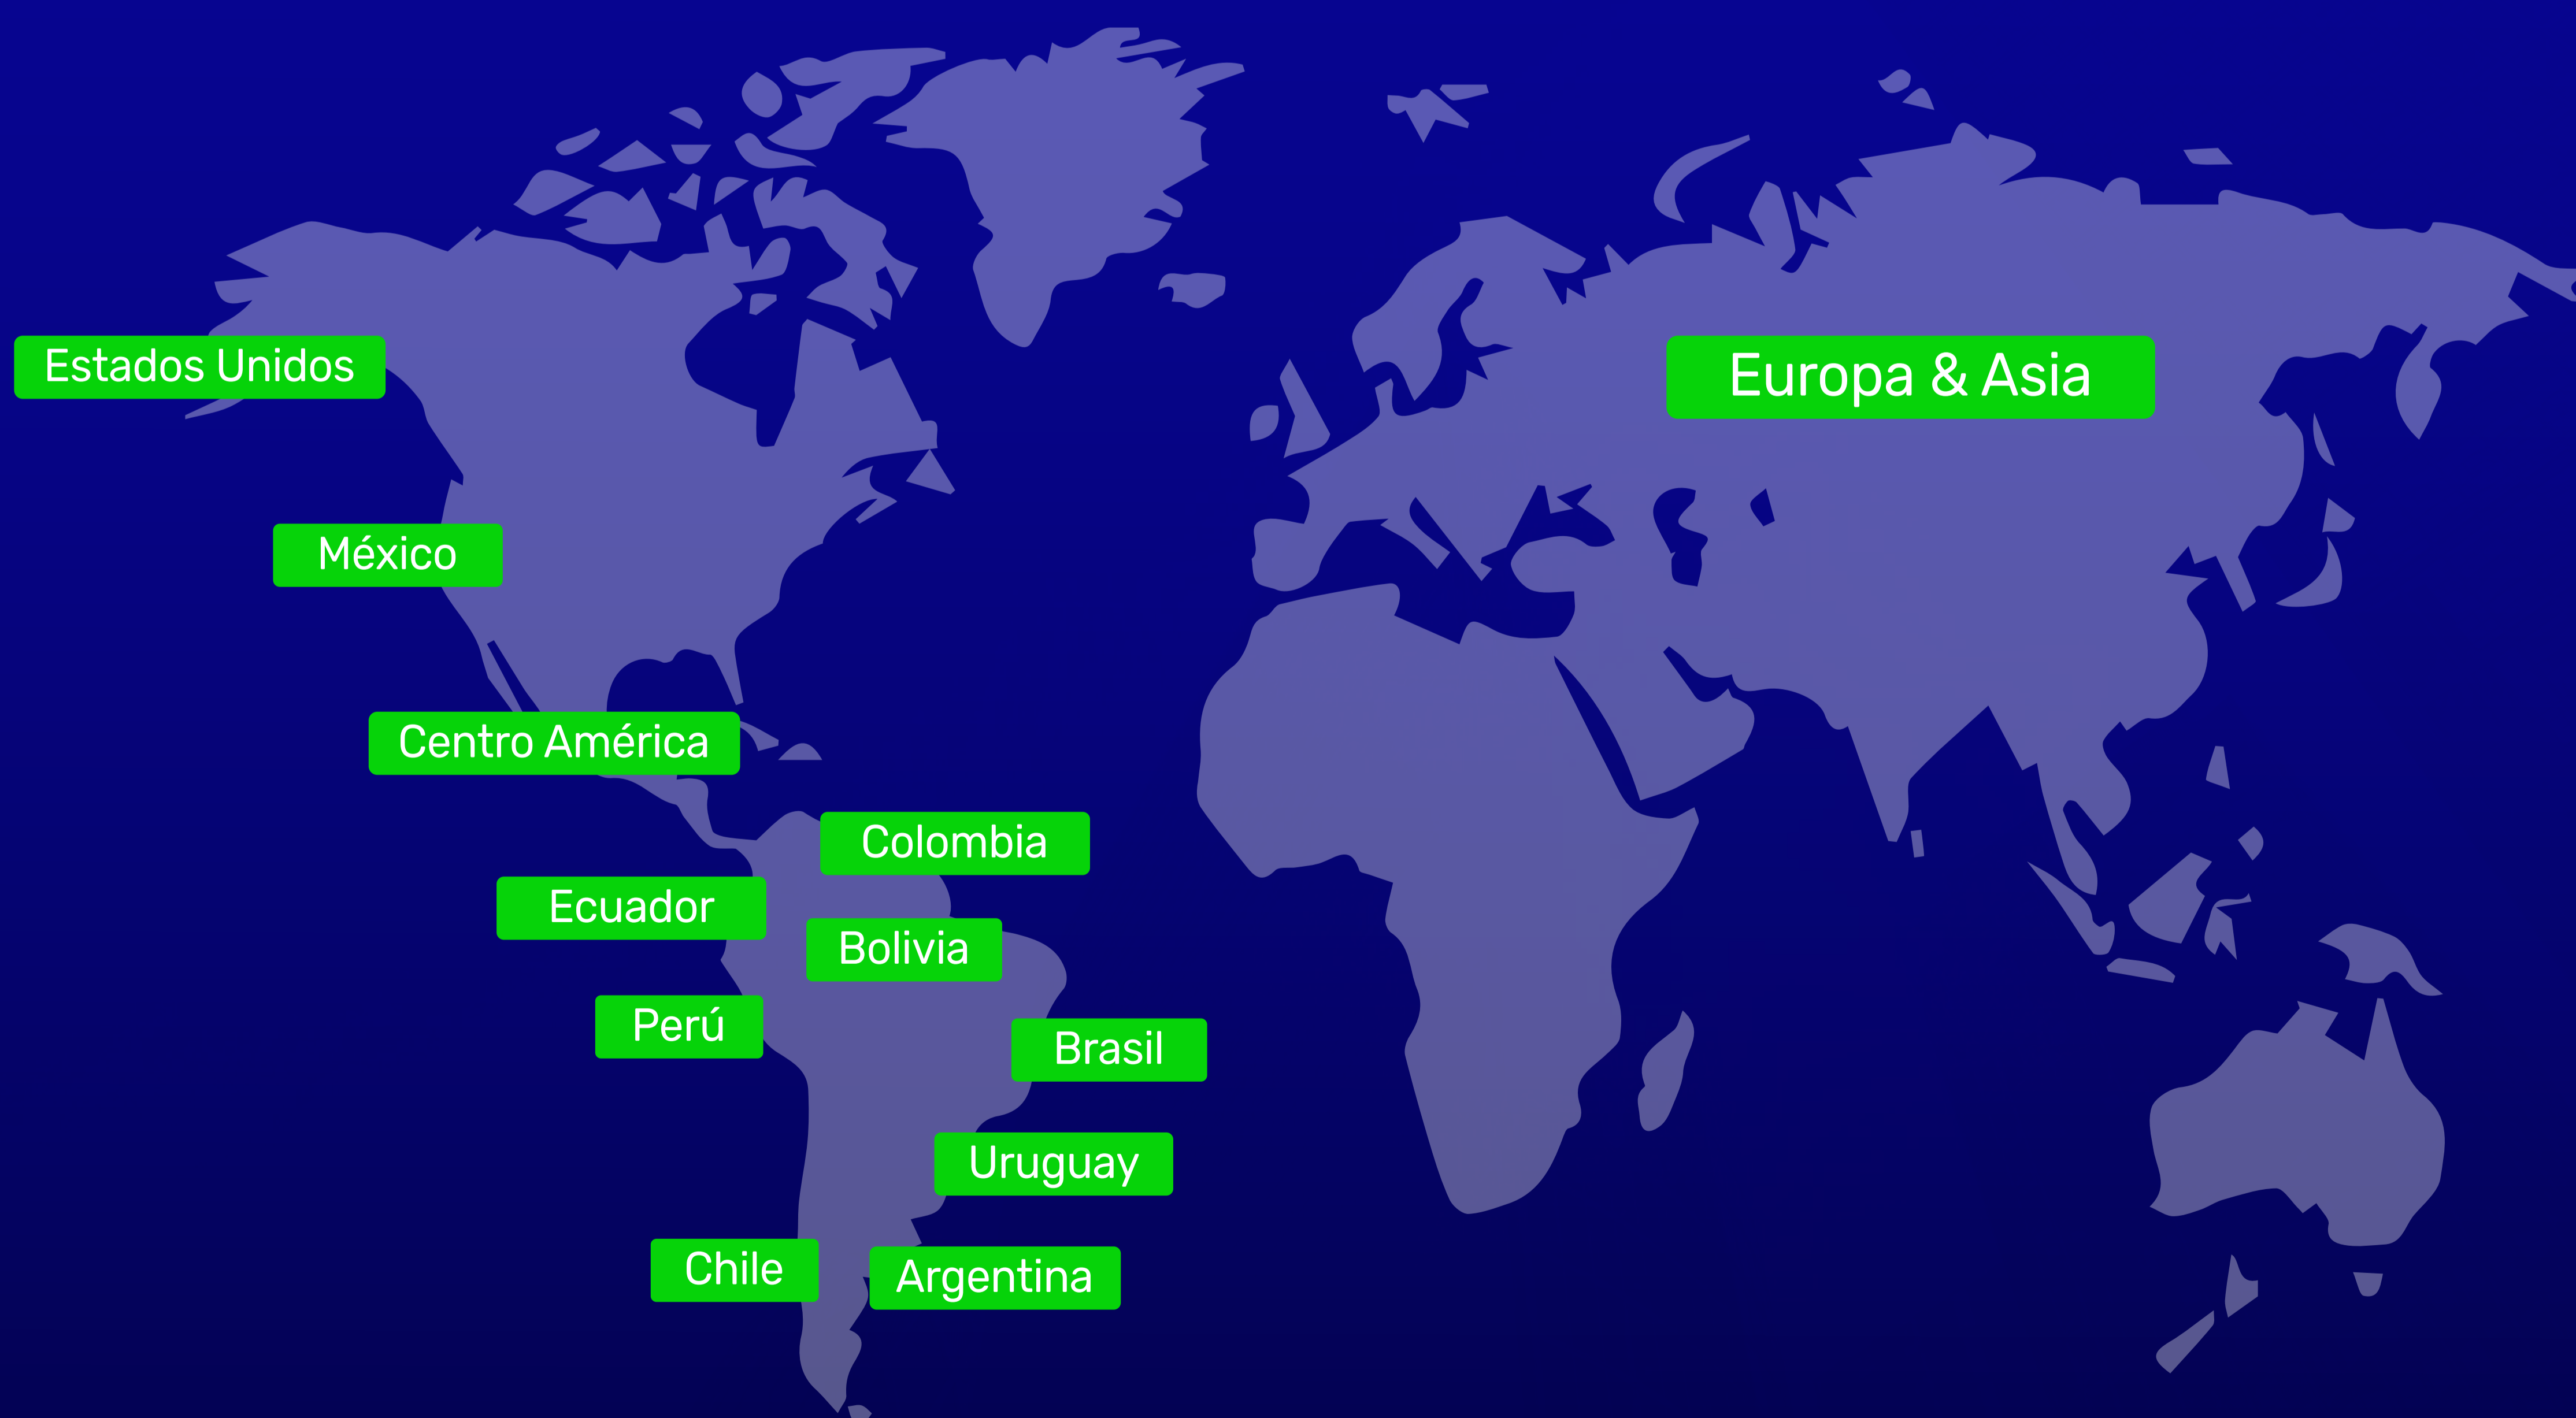 Estados Unidos
Europa & Asia
México
Centro América
Colombia
Ecuador
Bolivia
Perú
Brasil
Uruguay
Chile
Argentina